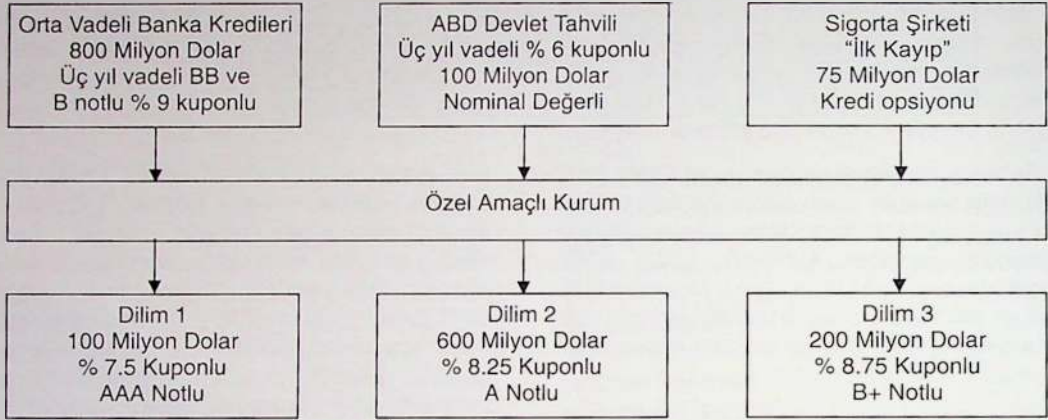 Orta Vadeli Banka Kredileri
800 Milyon Dolar
Üç yıl vadeli BB ve
B notlu % 9 kuponlu
ABD Devlet Tahvili
Üç yıl vadeli % 6 kuponlu
100 Milyon Dolar
Nominal Değerli
Sigorta Şirketi
“İlk Kayıp”
75 Milyon Dolar
Kredi opsiyonu
Özel Amaçlı Kurum
Dilim 1
100 Milyon Dolar
% 7.5 Kuponlu
AAA Notlu
Dilim 2
600 Milyon Dolar
% 8.25 Kuponlu
A Notlu
Dilim 3
200 Milyon Dolar
% 8.75 Kuponlu
B+ Notlu